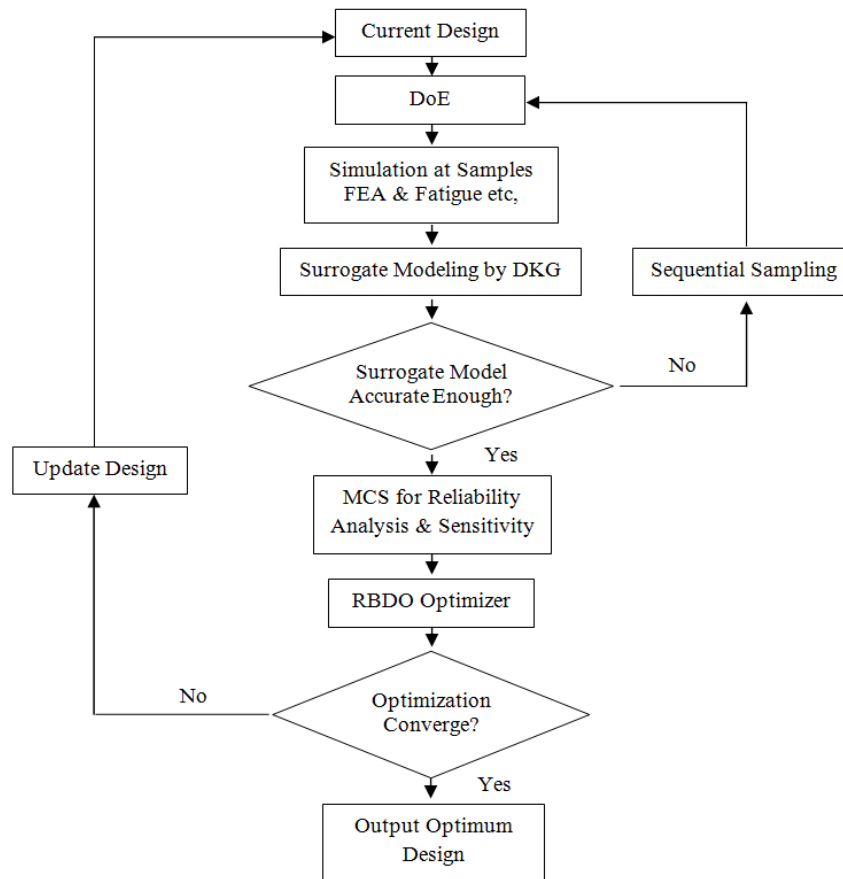 Current Design
DoE
Simulation at Samples
FEA & Fatigue etc,
Surrogate Modeling by DKG
Sequential Sampling
Surrogate Model
Accurate Enough?
No
Yes
Update Design
MCS for Reliability
Analysis & Sensitivity
RBDO Optimizer
No
Optimization
Converge?
Yes
Output Optimum
Design